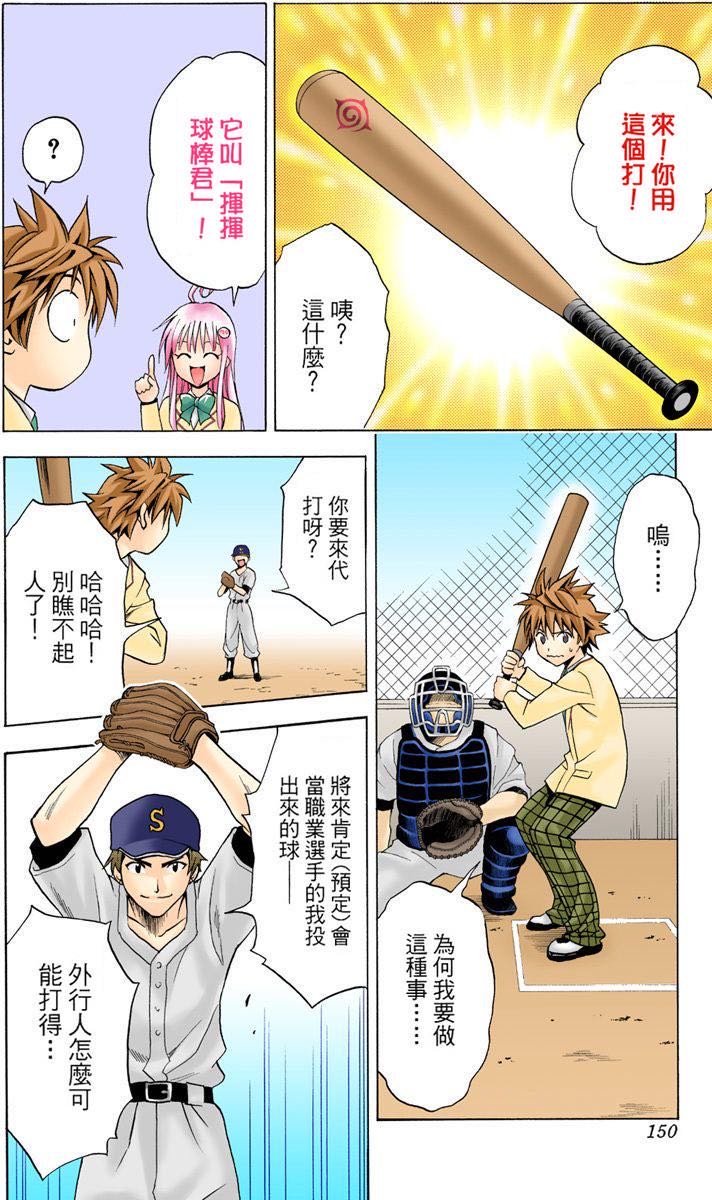 來！你用
這個打！
咦？
這什麼？
它叫「揮揮
球棒君」！
？
嗚……
為何我要做
這種事……
你要來代
打呀？
哈哈哈！
別瞧不起
人了！
將來肯定(預定)會
當職業選手的我投
出來的球──
外行人怎麼可
能打得…
S
150